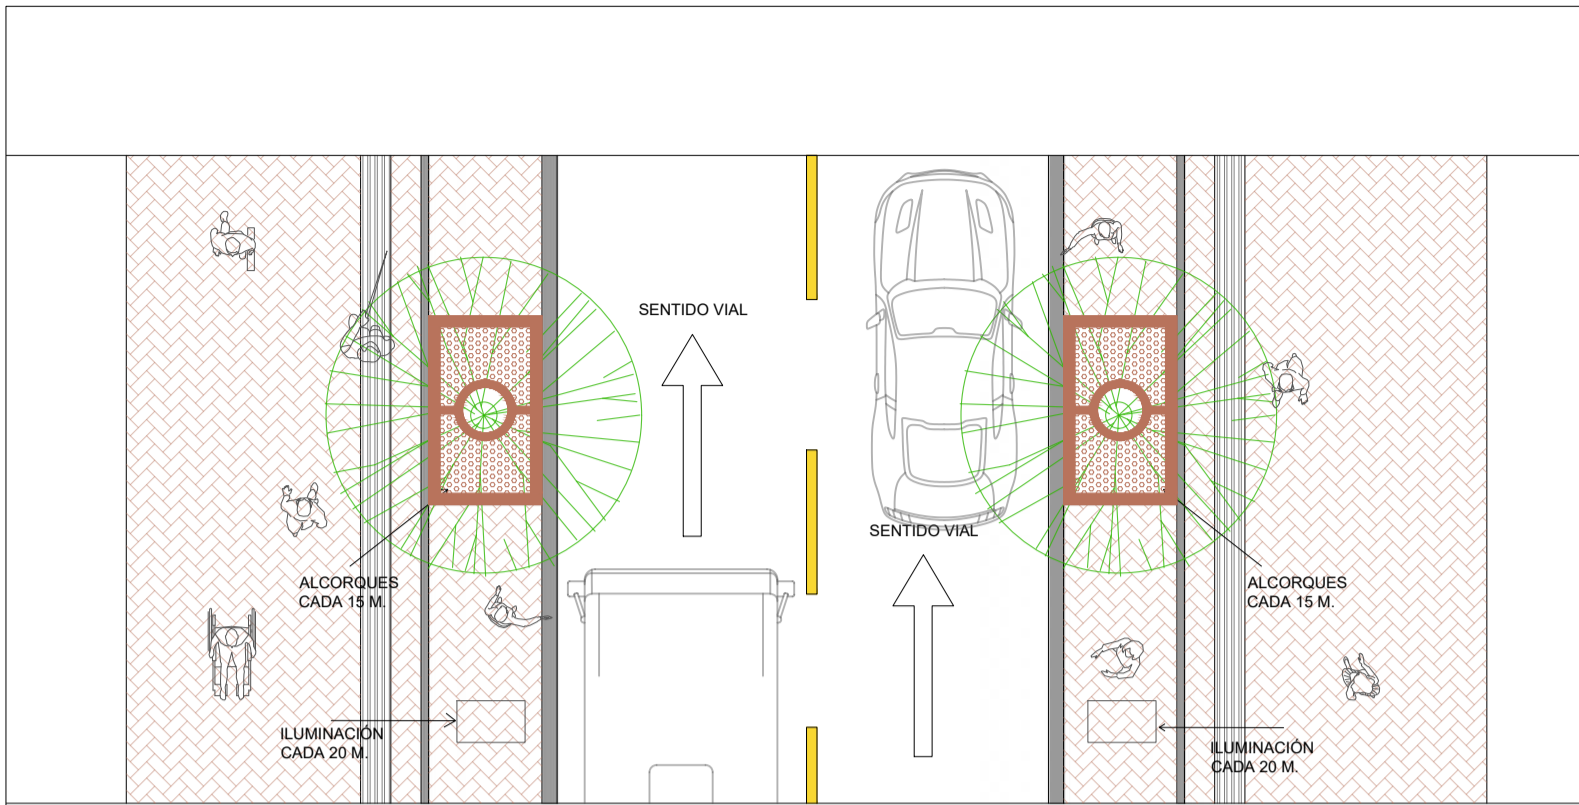 SENTIDO VIAL
SENTIDO VIAL
ALCORQUES
CADA 15 M.
ALCORQUES
CADA 15 M.
ILUMINACIÓN
CADA 20 M.
ILUMINACIÓN
CADA 20 M.